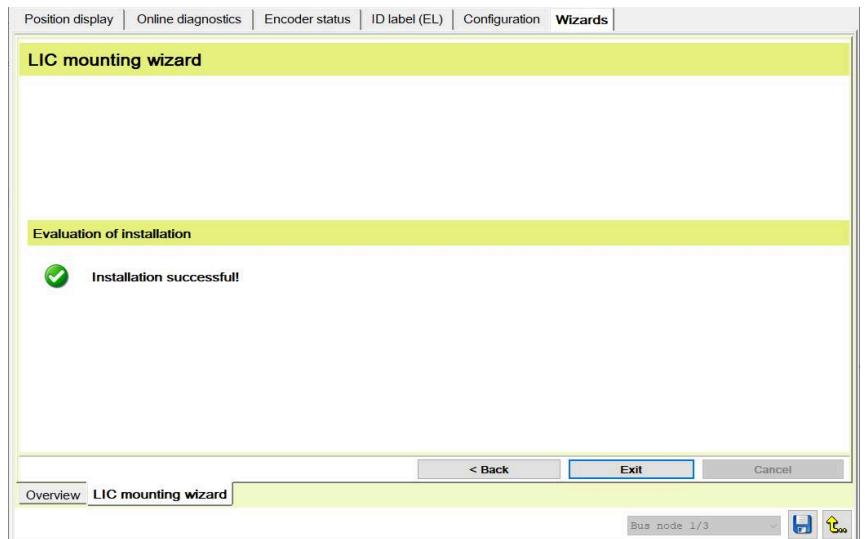 Position display Online diagnostics Encoder status ID label (EL) Configuration Wizards
LIC mounting wizard
Evaluation of installation
Installation successful!
< Back Exit Cancel
Overview LIC mounting wizard
Bus node 1/3